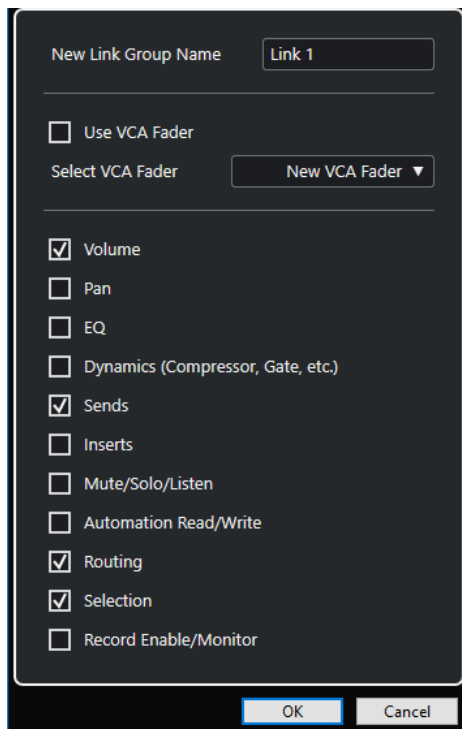 New Link Group Name Link 1
Use VCA Fader
Select VCA Fader New VCA Fader
Volume
Pan
EQ
Dynamics (Compressor, Gate, etc.)
Sends
Inserts
Mute/Solo/Listen
Automation Read/Write
Routing
Selection
Record Enable/Monitor
OK Cancel